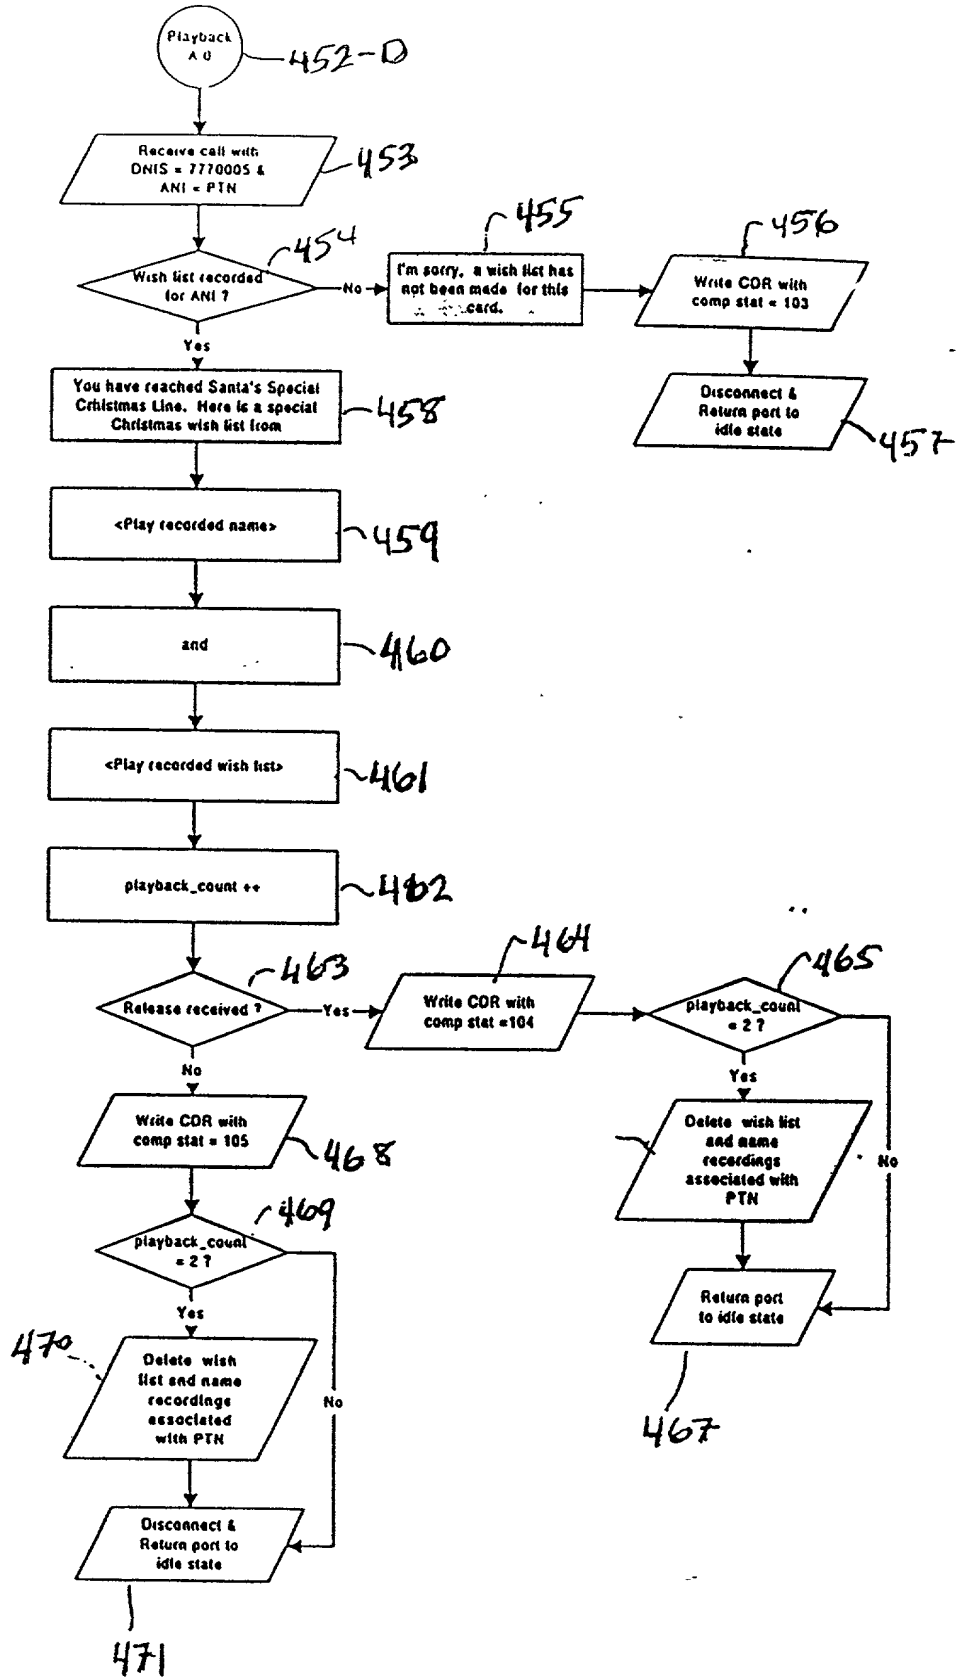 Playback
A 0
452-D
Receive call with
DNIS = 7770005 &
ANI = PTN
453
Wish list recorded
for ANI ?
454
No
I'm sorry, a wish list has
not been made for this
card.
455
Write CDR with
comp stat = 103
456
Disconnect &
Return port to
idle state
457
Yes
You have reached Santa's Special
Crhistmas Line. Here is a special
Christmas wish list from
458
<Play recorded name>
459
and
460
<Play recorded wish list>
461
playback_count ++
462
Release received ?
463
Yes
Write CDR with
comp stat =104
464
playback_count
= 2 ?
465
Yes
No
Delete wish list
and name
recordings
associated with
PTN
Return port
to idle state
467
No
Write CDR with
comp stat = 105
468
playback_count
= 2 ?
469
Yes
No
Delete wish
list and name
recordings
associated
with PTN
470
Disconnect &
Return port to
idle state
471